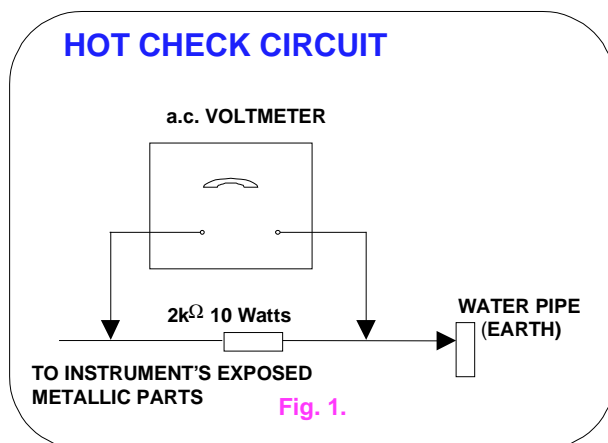 HOT CHECK CIRCUIT
a.c. VOLTMETER
2kΩ 10 Watts
WATER PIPE
(EARTH)
TO INSTRUMENT'S EXPOSED
METALLIC PARTS
Fig. 1.